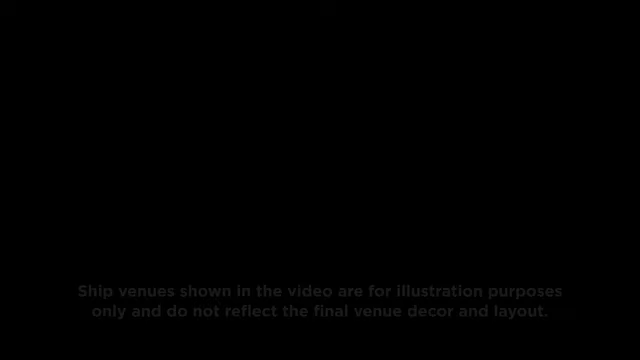 Ship venues shown in the video are for illustration purposes
only and do not reflect the final venue decor and layout.